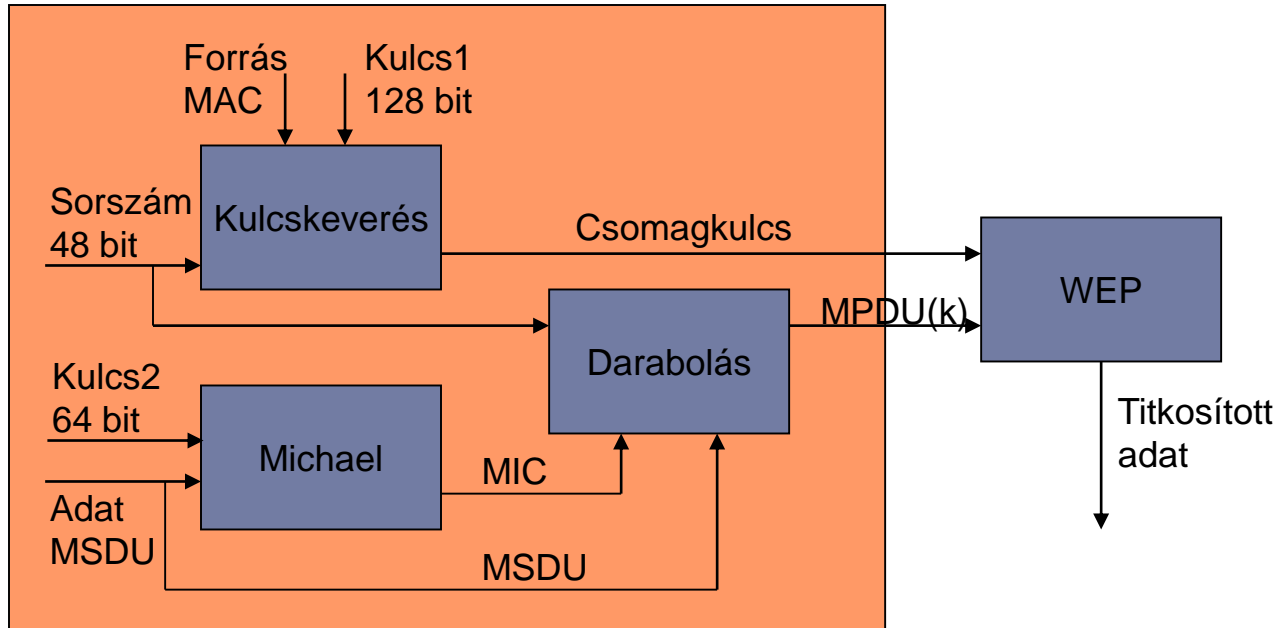 Forrás
MAC
Kulcs1
128 bit
Sorszám
48 bit
Kulcskeverés
Csomagkulcs
WEP
MPDU(k)
Darabolás
Kulcs2
64 bit
Michael
MIC
Titkosított
adat
Adat
MSDU
MSDU